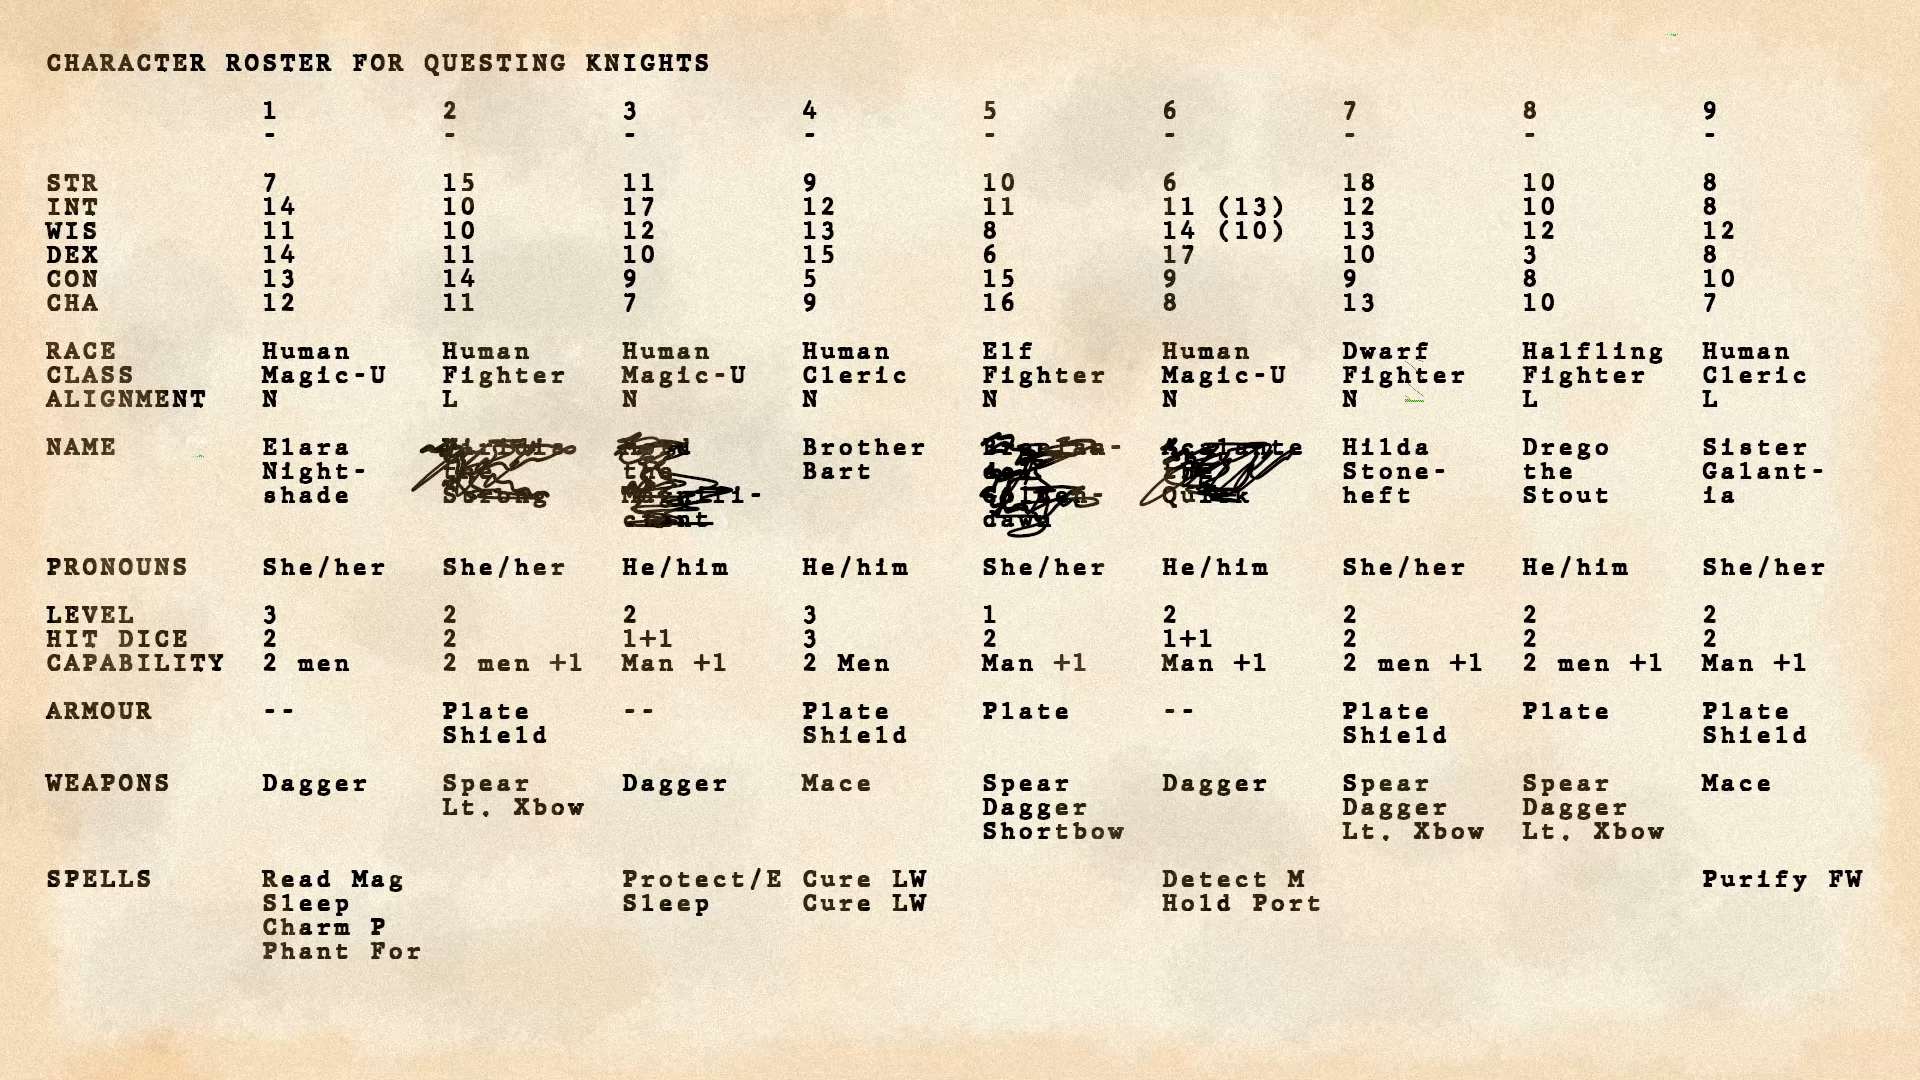 CHARACTER ROSTER FOR QUESTING KNIGHTS
1 2 3 4 5 6 7 8 9
- - - - - - - - -
STR 7 15 11 9 10 6 18 10 8
INT 14 10 17 12 11 11 (13) 12 10 8
WIS 11 10 12 13 8 14 (10) 13 12 12
DEX 14 11 10 15 6 17 10 3 8
CON 13 14 9 5 15 9 9 8 10
CHA 12 11 7 9 16 8 13 10 7
RACE Human Human Human Human Elf Human Dwarf Halfling Human
CLASS Magic-U Fighter Magic-U Cleric Fighter Magic-U Fighter Fighter Cleric
ALIGNMENT N L N N N N N L L
NAME Elara Brother Hilda Drego Sister
Night- the Bart Stone- the Galant-
shade Strong heft Stout ia
PRONOUNS She/her She/her He/him He/him She/her He/him She/her He/him She/her
LEVEL 3 2 2 3 1 2 2 2 2
HIT DICE 2 2 1+1 3 2 1+1 2 2 2
CAPABILITY 2 men 2 men +1 Man +1 2 Men Man +1 Man +1 2 men +1 2 men +1 Man +1
ARMOUR -- Plate -- Plate Plate -- Plate Plate Plate
Shield Shield Shield Shield
WEAPONS Dagger Spear Dagger Mace Spear Dagger Spear Spear Mace
Lt. Xbow Dagger Dagger Dagger
Shortbow Lt. Xbow Lt. Xbow
SPELLS Read Mag Protect/E Cure LW Detect M Purify FW
Sleep Sleep Cure LW Hold Port
Charm P
Phant For